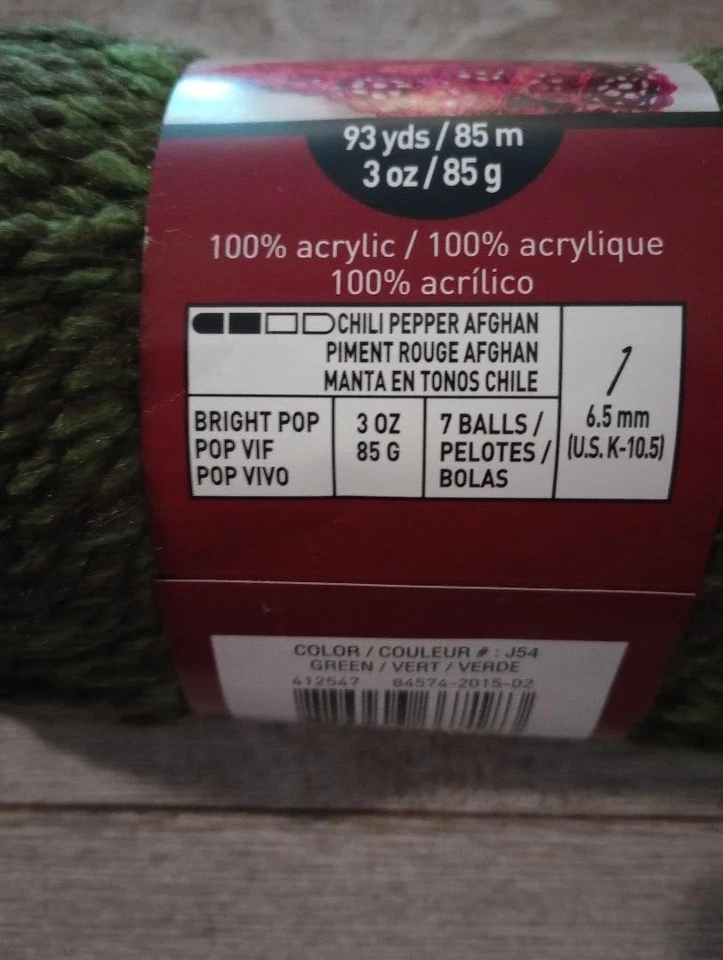 93 yds / 85 m
3 oz / 85 g
100% acrylic / 100% acrylique
100% acrílico
CHILI PEPPER AFGHAN
PIMENT ROUGE AFGHAN
MANTA EN TONOS CHILE
6.5 mm
(U.S. K-10.5)
BRIGHT POP
POP VIF
POP VIVO
3 OZ
85 G
7 BALLS /
PELOTES /
BOLAS
COLOR / COULEUR # : J54
GREEN / VERT / VERDE
412547 84574-2015-02